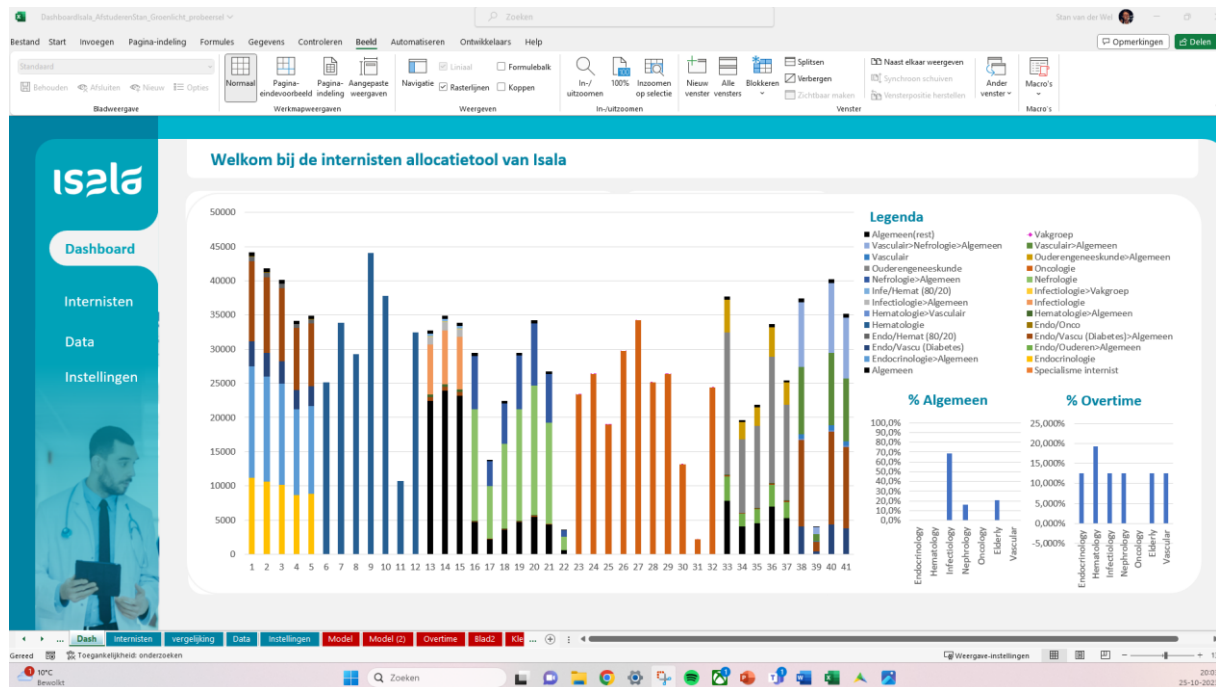 DashboardIsala_AfstuderenStan_Groenlicht_probeersel
Zoeken
Stan van der Wel
Bestand Start Invoegen Pagina-indeling Formules Gegevens Controleren Beeld Automatiseren Ontwikkelaars Help
Opmerkingen
Delen
Standaard
Behouden Afsluiten Nieuw Opties
Bladweergave
Normaal
Pagina-eindevoorbeeld
Pagina-indeling
Aangepaste weergaven
Werkmapweergaven
Navigatie
Liniaal
Formulebalk
Rasterlijnen
Koppen
Weergeven
In-/uitzoomen
100%
Inzoomen op selectie
In-/uitzoomen
Nieuw venster
Alle vensters
Blokkeren
Splitsen
Verbergen
Zichtbaar maken
Naast elkaar weergeven
Synchroon schuiven
Vensterpositie herstellen
Ander venster
Venster
Macro's
Macro's
Isala
Dashboard
Internisten
Data
Instellingen
Welkom bij de internisten allocatietool van Isala
50000
45000
40000
35000
30000
25000
20000
15000
10000
5000
0
1 2 3 4 5 6 7 8 9 10 11 12 13 14 15 16 17 18 19 20 21 22 23 24 25 26 27 28 29 30 31 32 33 34 35 36 37 38 39 40 41
Legenda
Algemeen(rest) Vakgroep
Vasculair>Nefrologie>Algemeen Vasculair>Algemeen
Vasculair Ouderengeneeskunde>Algemeen
Ouderengeneeskunde Oncologie
Nefrologie>Algemeen Nefrologie
Infe/Hemat (80/20) Infectiologie>Vakgroep
Infectiologie>Algemeen Infectiologie
Hematologie>Vasculair Hematologie>Algemeen
Hematologie Endo/Onco
Endo/Hemat (80/20) Endo/Vascu (Diabetes)>Algemeen
Endo/Vascu (Diabetes) Endo/Ouderen>Algemeen
Endocrinologie>Algemeen Endocrinologie
Algemeen Specialisme internist
% Algemeen
100,0%
90,0%
80,0%
70,0%
60,0%
50,0%
40,0%
30,0%
20,0%
10,0%
0,0%
Endocrinology
Hematology
Infectiology
Nephrology
Oncology
Elderly
Vascular
% Overtime
25,000%
20,000%
15,000%
10,000%
5,000%
0,000%
-5,000%
Endocrinology
Hematology
Infectiology
Nephrology
Oncology
Elderly
Vascular
... Dash Internisten vergelijking Data Instellingen Model Model (2) Overtime Blad2 Kle ...
Gereed Toegankelijkheid: onderzoeken
Weergave-instellingen
1
10°C
Bewolkt
Zoeken